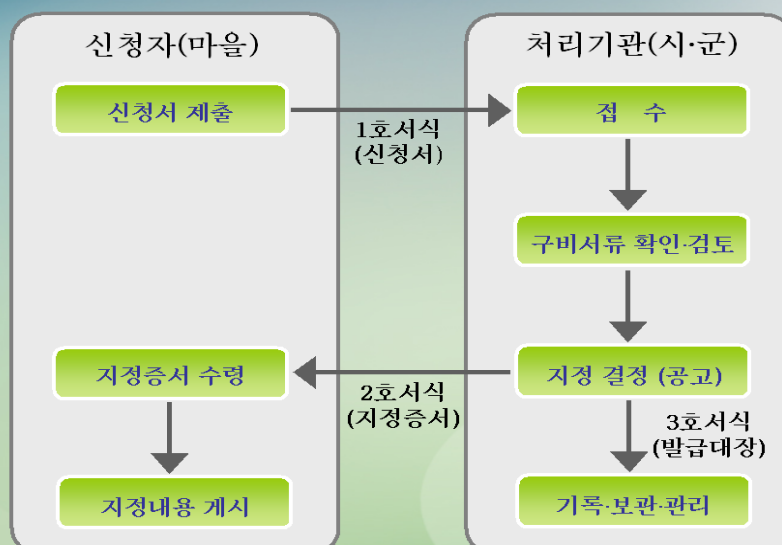 신청자(마을)
처리기관(시·군)
신청서 제출
1호서식
(신청서)
접 수
구비서류 확인·검토
지정증서 수령
2호서식
(지정증서)
지정 결정 (공고)
3호서식
(발급대장)
지정내용 게시
기록·보관·관리